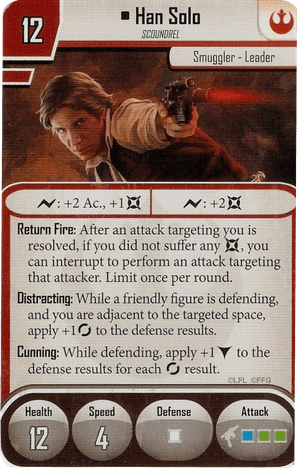 12
Han Solo
SCOUNDREL
Smuggler - Leader
: +2 Ac., +1
: +2
Return Fire: After an attack targeting you is
resolved, if you did not suffer any , you
can interrupt to perform an attack targeting
that attacker. Limit once per round.
Distracting: While a friendly figure is defending,
and you are adjacent to the targeted space,
apply +1 to the defense results.
Cunning: While defending, apply +1 to the
defense results for each result.
©LFL ©FFG
Health
Speed
Defense
Attack
12
4